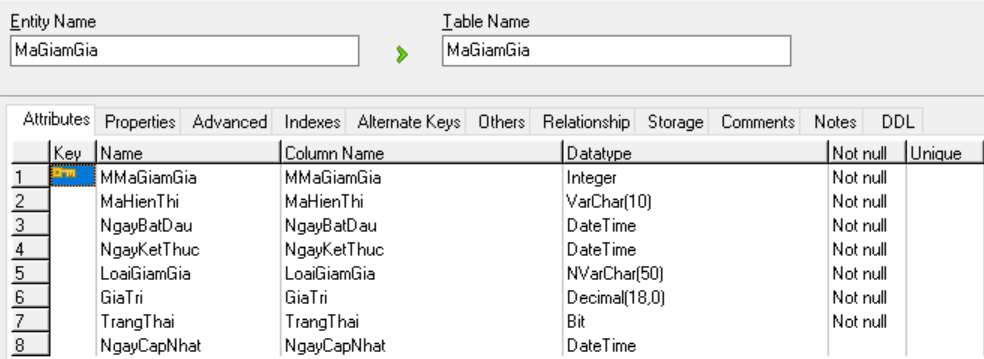 Entity Name Table Name
MaGiamGia MaGiamGia
Attributes Properties Advanced Indexes Alternate Keys Others Relationship Storage Comments Notes DDL
Key Name Column Name Datatype Not null Unique
1 MMaGiamGia MMaGiamGia Integer Not null
2 MaHienThi MaHienThi VarChar(10) Not null
3 NgayBatDau NgayBatDau DateTime Not null
4 NgayKetThuc NgayKetThuc DateTime Not null
5 LoaiGiamGia LoaiGiamGia NVarChar(50) Not null
6 GiaTri GiaTri Decimal(18,0) Not null
7 TrangThai TrangThai Bit Not null
8 NgayCapNhat NgayCapNhat DateTime